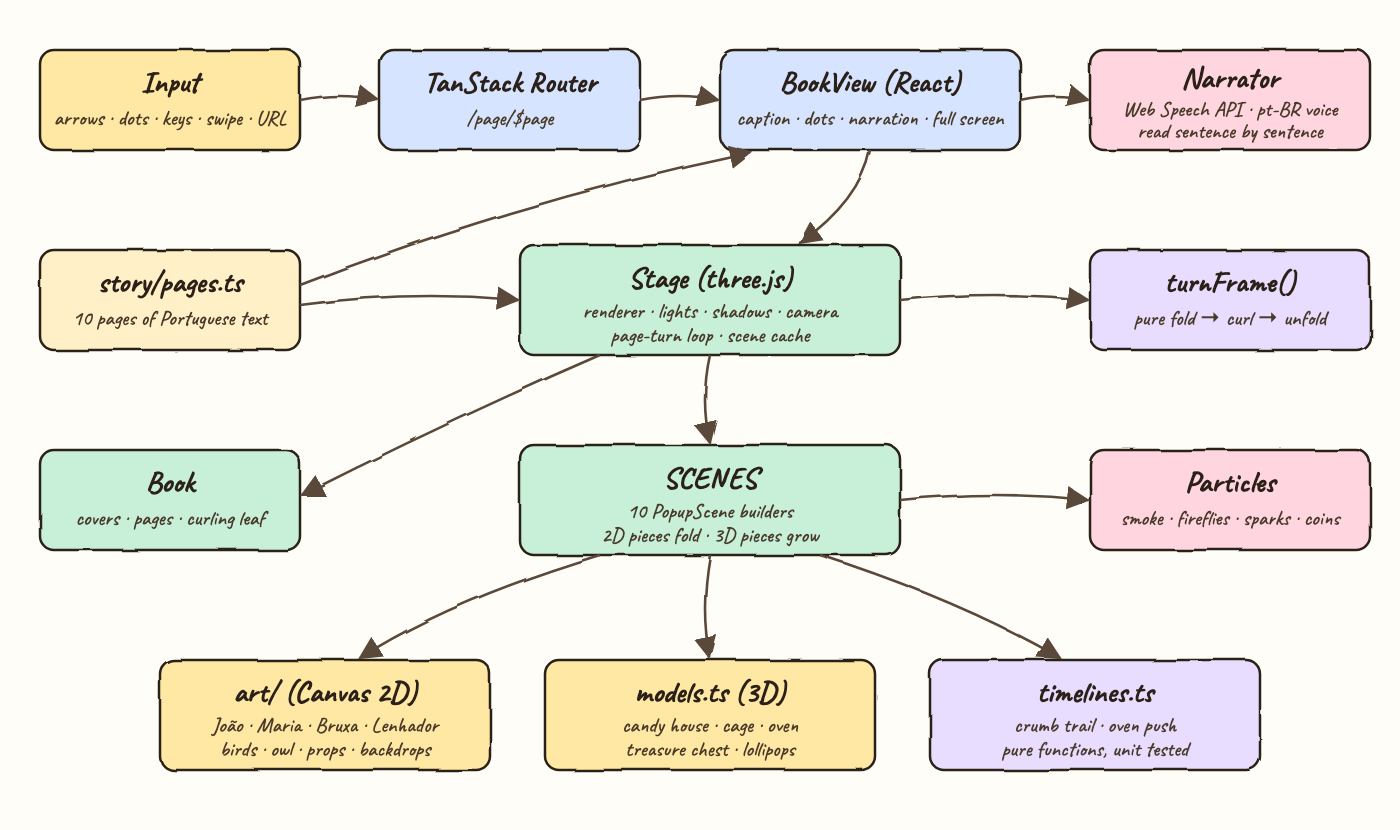 Input
arrows · dots · keys · swipe · URL
TanStack Router
/page/$page
BookView (React)
caption · dots · narration · full screen
Narrator
Web Speech API · pt-BR voice
read sentence by sentence
story/pages.ts
10 pages of Portuguese text
Stage (three.js)
renderer · lights · shadows · camera
page-turn loop · scene cache
turnFrame()
pure fold → curl → unfold
Book
covers · pages · curling leaf
SCENES
10 PopupScene builders
2D pieces fold · 3D pieces grow
Particles
smoke · fireflies · sparks · coins
art/ (Canvas 2D)
João · Maria · Bruxa · Lenhador
birds · owl · props · backdrops
models.ts (3D)
candy house · cage · oven
treasure chest · lollipops
timelines.ts
crumb trail · oven push
pure functions, unit tested